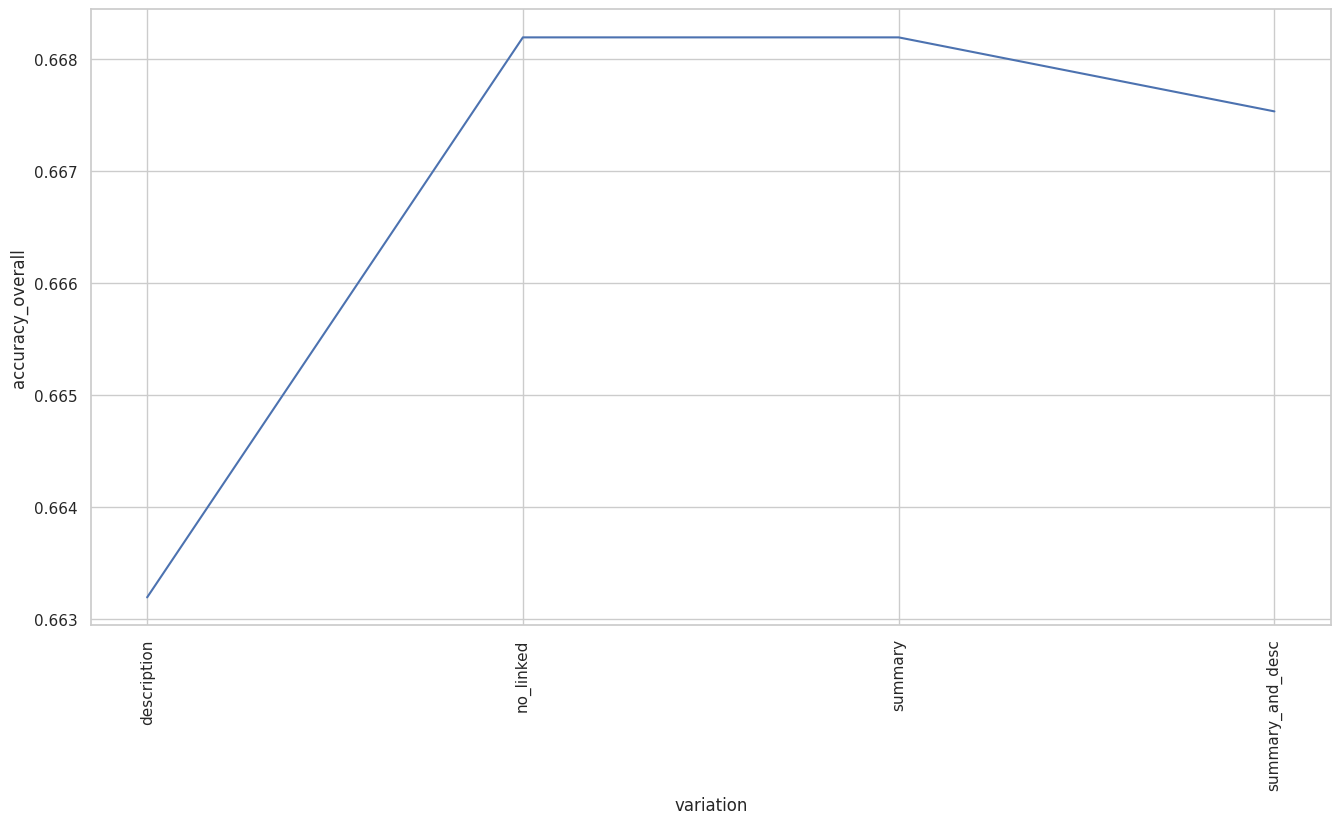 0.668
0.667
0.666
0.665
0.664
0.663
accuracy_overall
description
no_linked
summary
summary_and_desc
variation